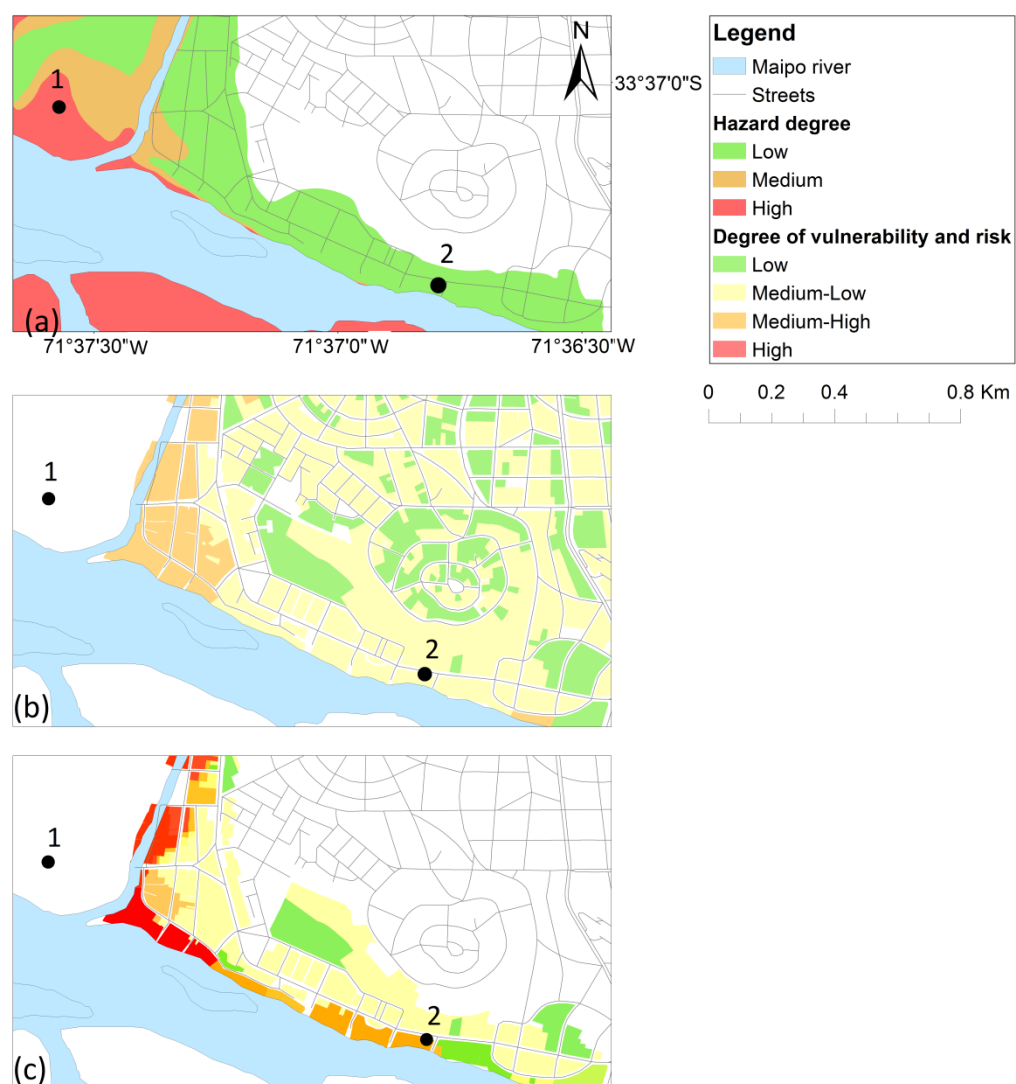 1
2
N
33°37'0"S
(a)
71°37'30"W
71°37'0"W
71°36'30"W
Legend
Maipo river
Streets
Hazard degree
Low
Medium
High
Degree of vulnerability and risk
Low
Medium-Low
Medium-High
High
0 0.2 0.4 0.8 Km
1
2
(b)
1
2
(c)